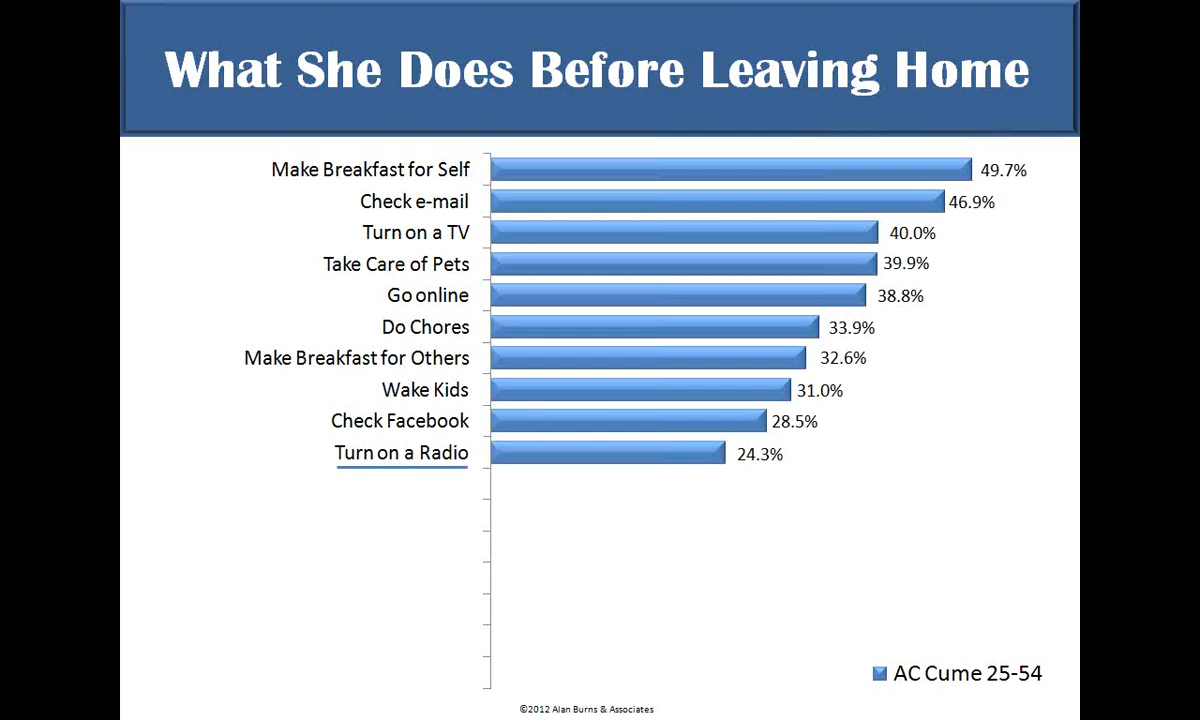 What She Does Before Leaving Home
Make Breakfast for Self 49.7%
Check e-mail 46.9%
Turn on a TV 40.0%
Take Care of Pets 39.9%
Go online 38.8%
Do Chores 33.9%
Make Breakfast for Others 32.6%
Wake Kids 31.0%
Check Facebook 28.5%
Turn on a Radio 24.3%
AC Cume 25-54
©2012 Alan Burns & Associates